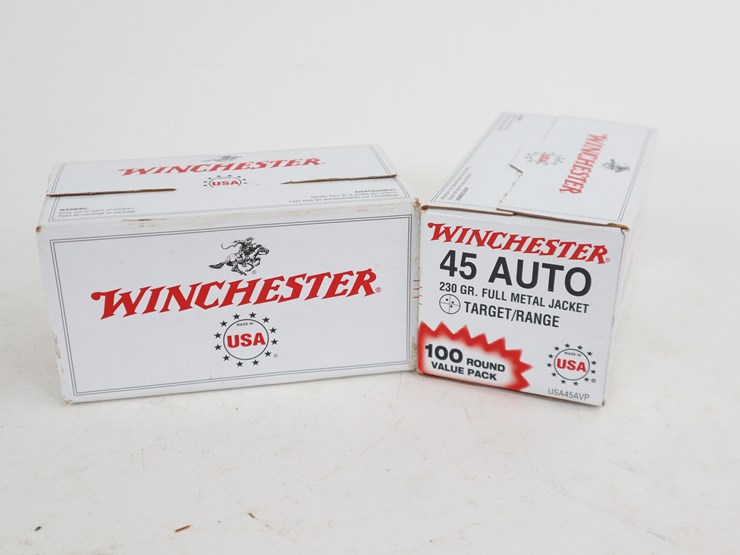 WINCHESTER
USA
WINCHESTER
MADE IN
USA
WINCHESTER
WINCHESTER
45 AUTO
230 GR. FULL METAL JACKET
TARGET/RANGE
100 ROUND
VALUE PACK
MADE IN
USA
USA45AVP